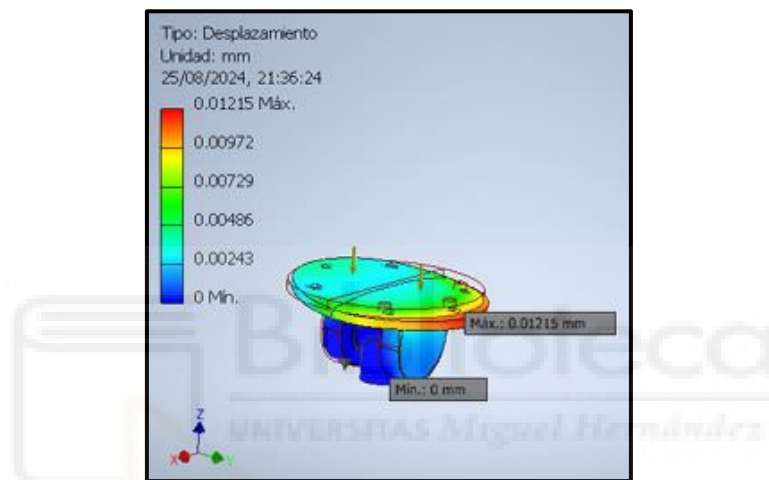 Tipo: Desplazamiento
Unidad: mm
25/08/2024, 21:36:24
0.01215 Máx.
0.00972
0.00729
0.00486
0.00243
0 Mín.
Máx.: 0.01215 mm
Mín.: 0 mm
Z
X
Y
Biblioteca
UNIVERSITAS Miguel Hernández